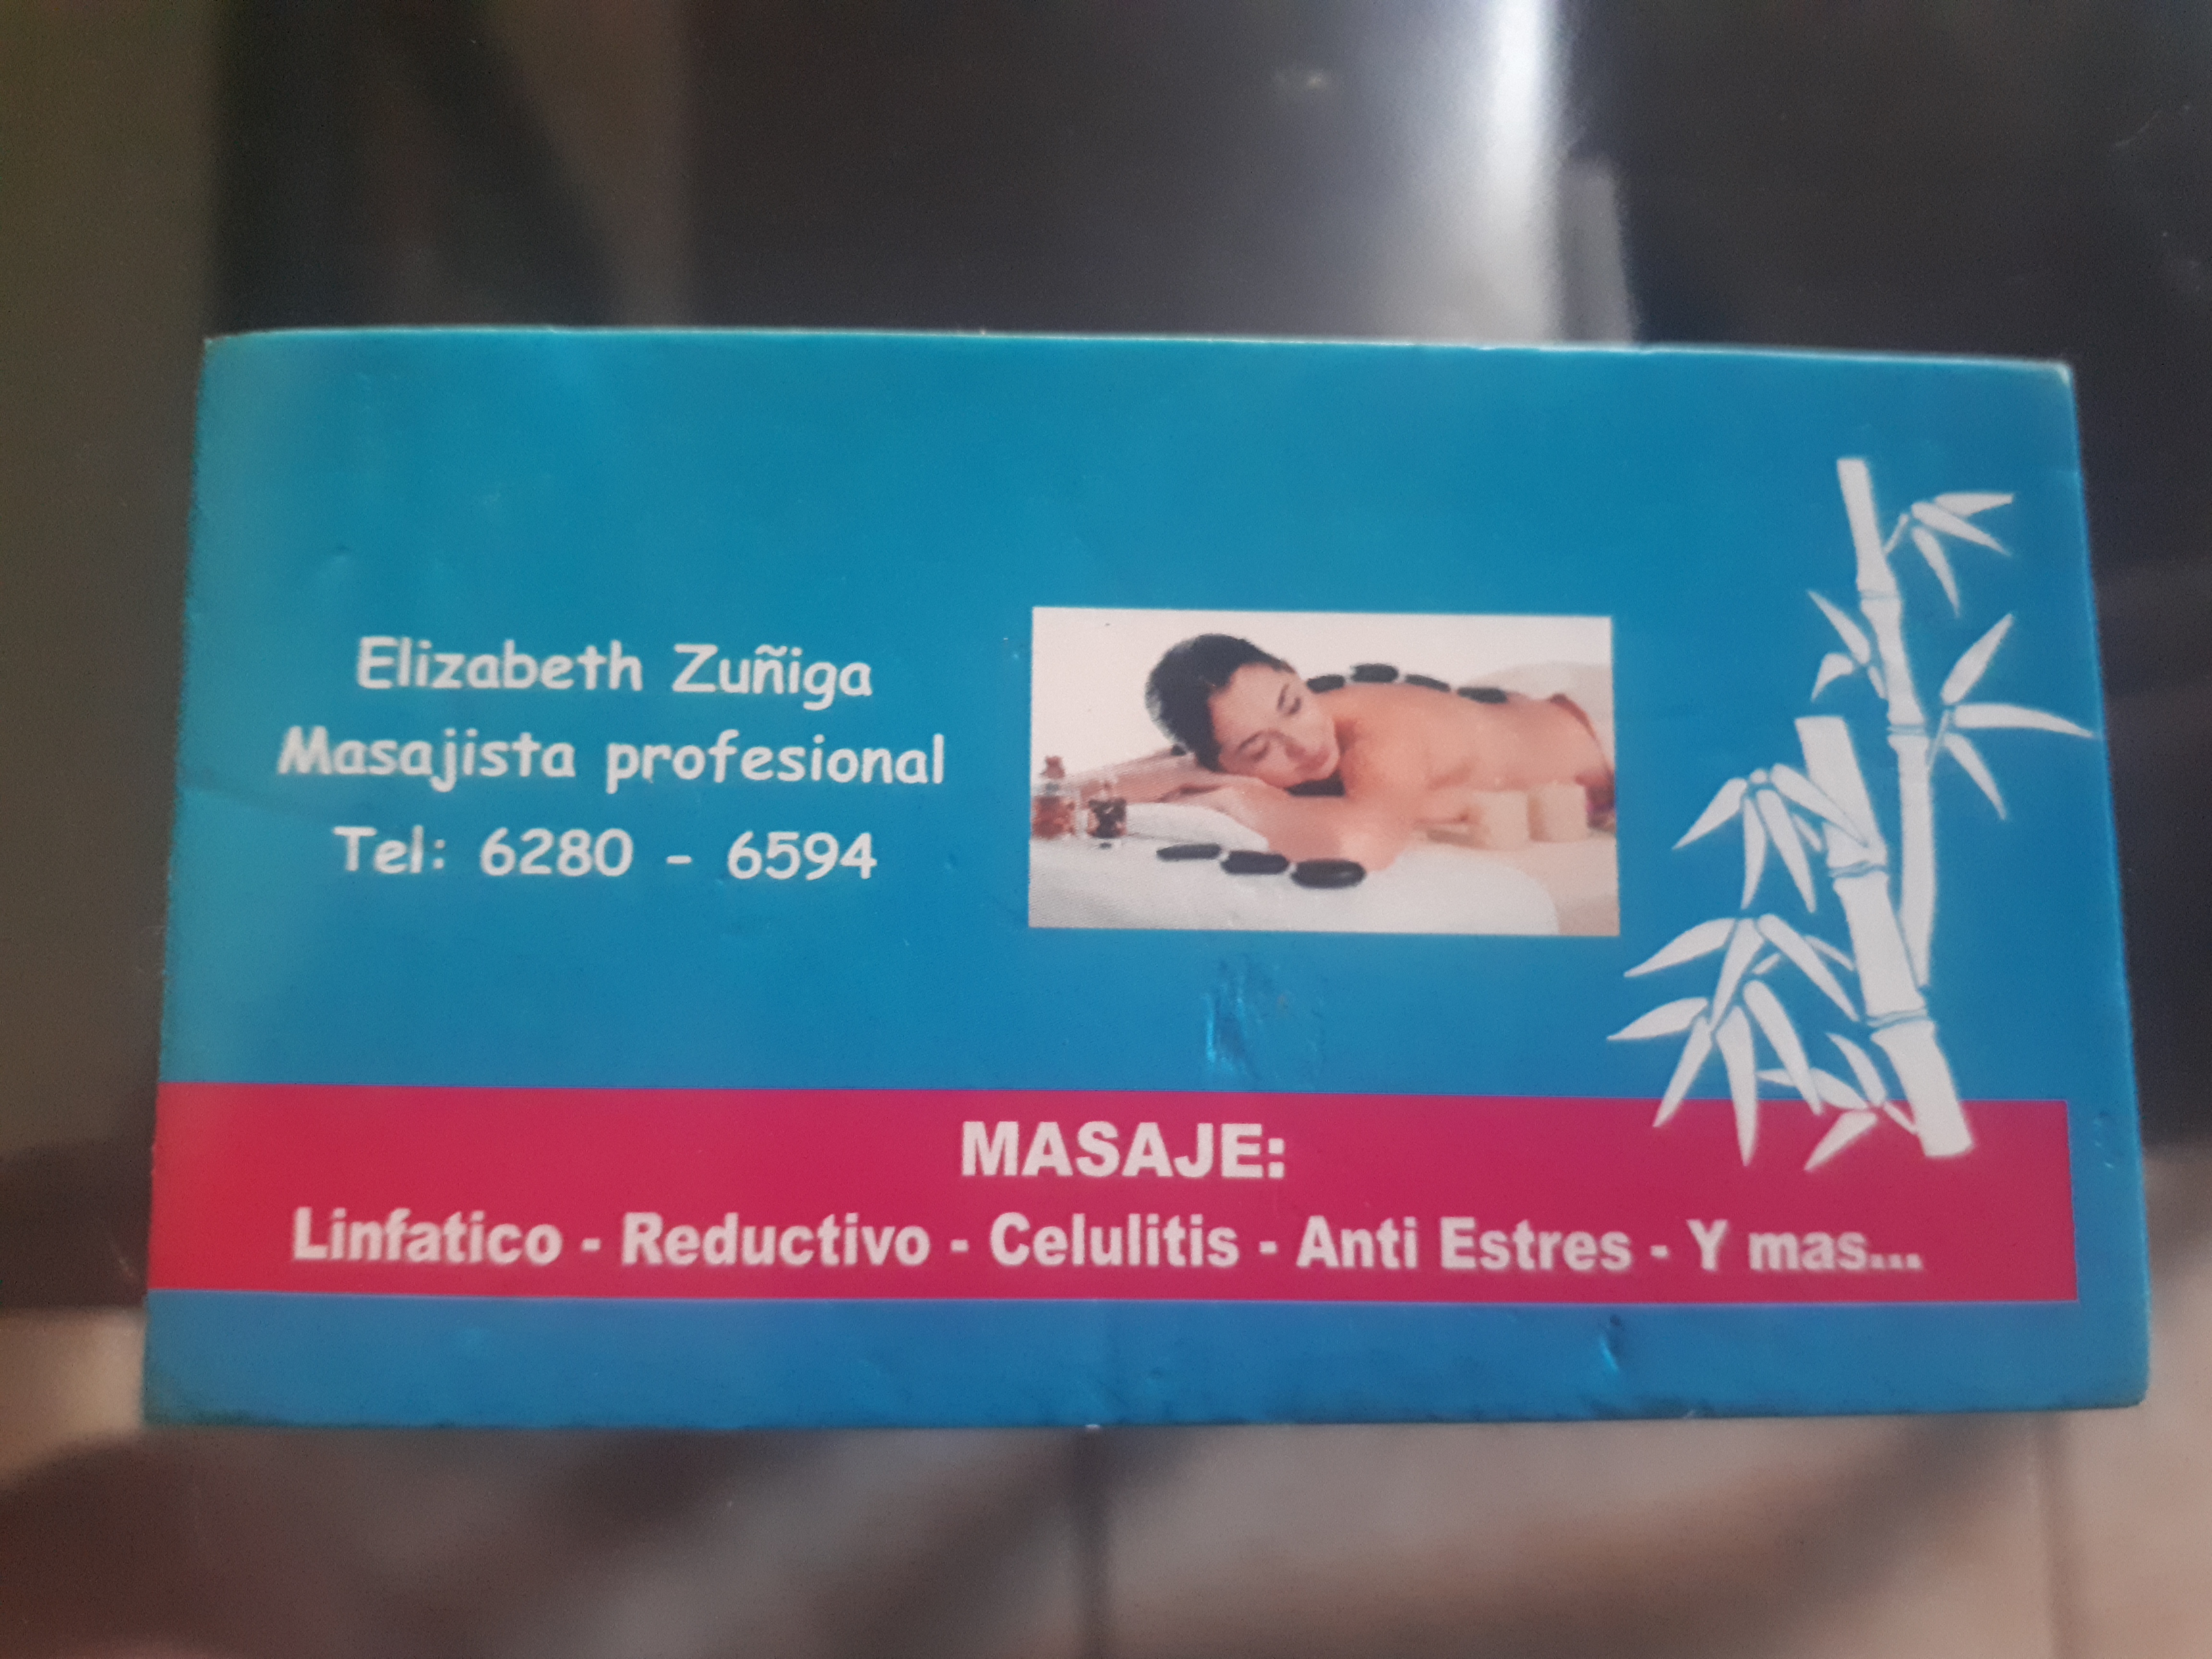 Elizabeth Zuñiga
Masajista profesional
Tel: 6280 - 6594
MASAJE:
Linfatico - Reductivo - Celulitis - Anti Estres - Y mas...